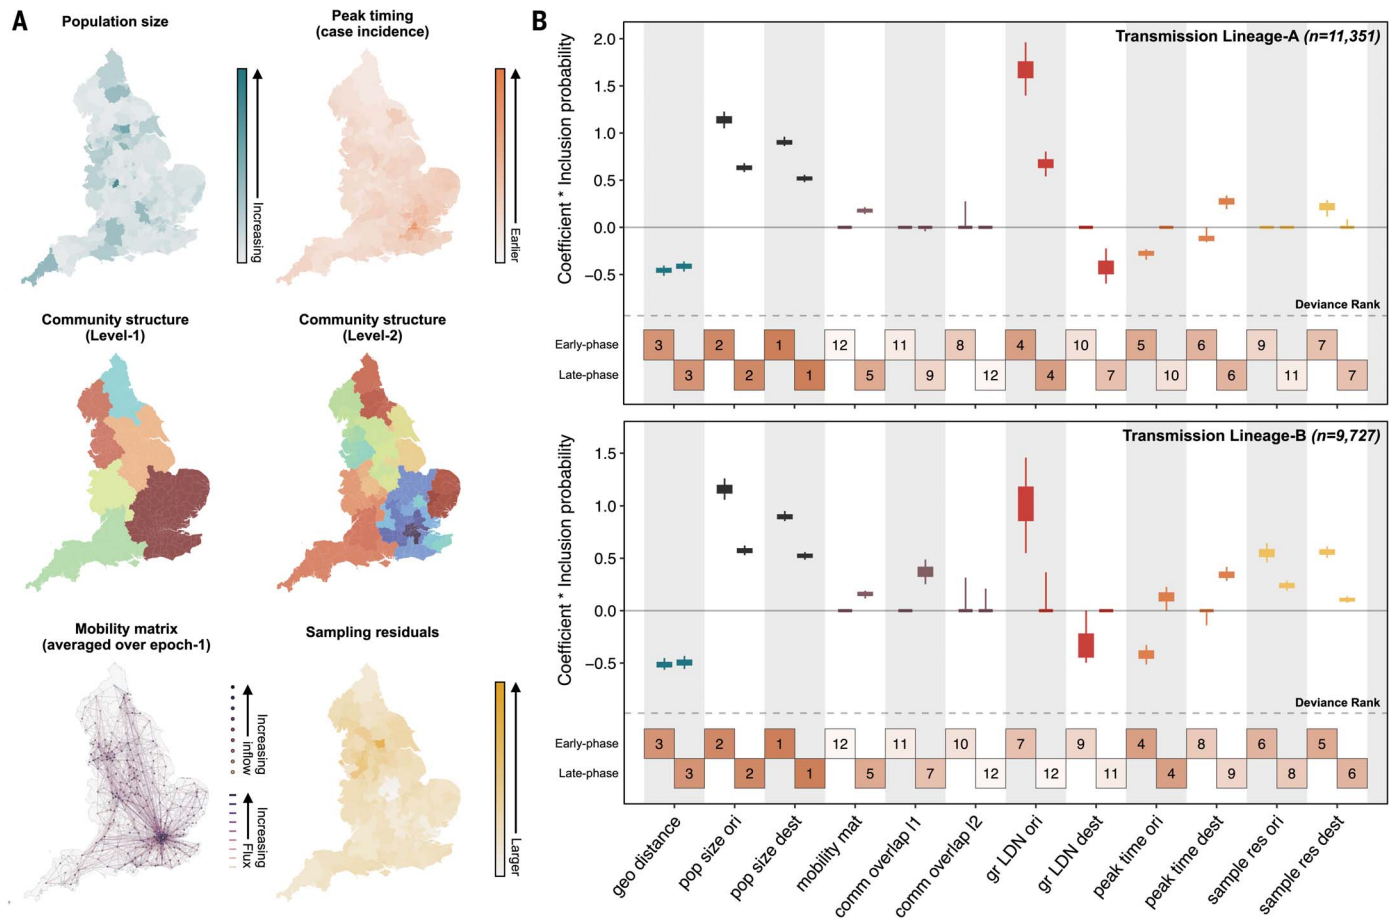 A
Population size
Increasing
Peak timing
(case incidence)
Earlier
Community structure
(Level-1)
Community structure
(Level-2)
Mobility matrix
(averaged over epoch-1)
Increasing
inflow
Increasing
Flux
Sampling residuals
Larger
B
Transmission Lineage-A (n=11,351)
Coefficient * Inclusion probability
2.0
1.5
1.0
0.5
0.0
−0.5
Deviance Rank
Early-phase 3 2 1 12 11 8 4 10 5 6 9 7
Late-phase 3 2 1 5 9 12 4 7 10 6 11 7
Transmission Lineage-B (n=9,727)
Coefficient * Inclusion probability
1.5
1.0
0.5
0.0
−0.5
Deviance Rank
Early-phase 3 2 1 12 11 10 7 9 4 8 6 5
Late-phase 3 2 1 5 7 12 12 11 4 9 8 6
geo distance
pop size ori
pop size dest
mobility mat
comm overlap l1
comm overlap l2
gr LDN ori
gr LDN dest
peak time ori
peak time dest
sample res ori
sample res dest